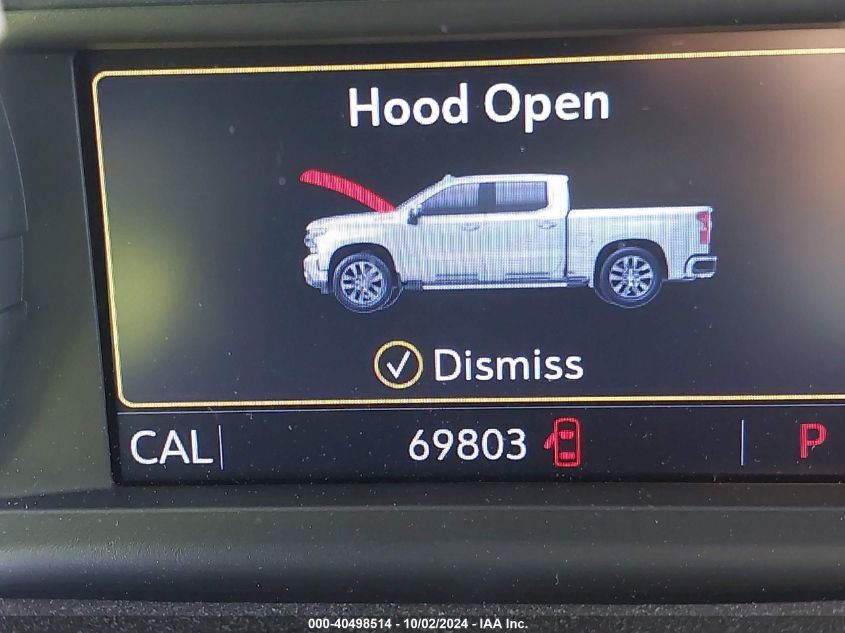 Hood Open
Dismiss
CAL 69803 P
000-40498514 - 10/02/2024 - IAA Inc.